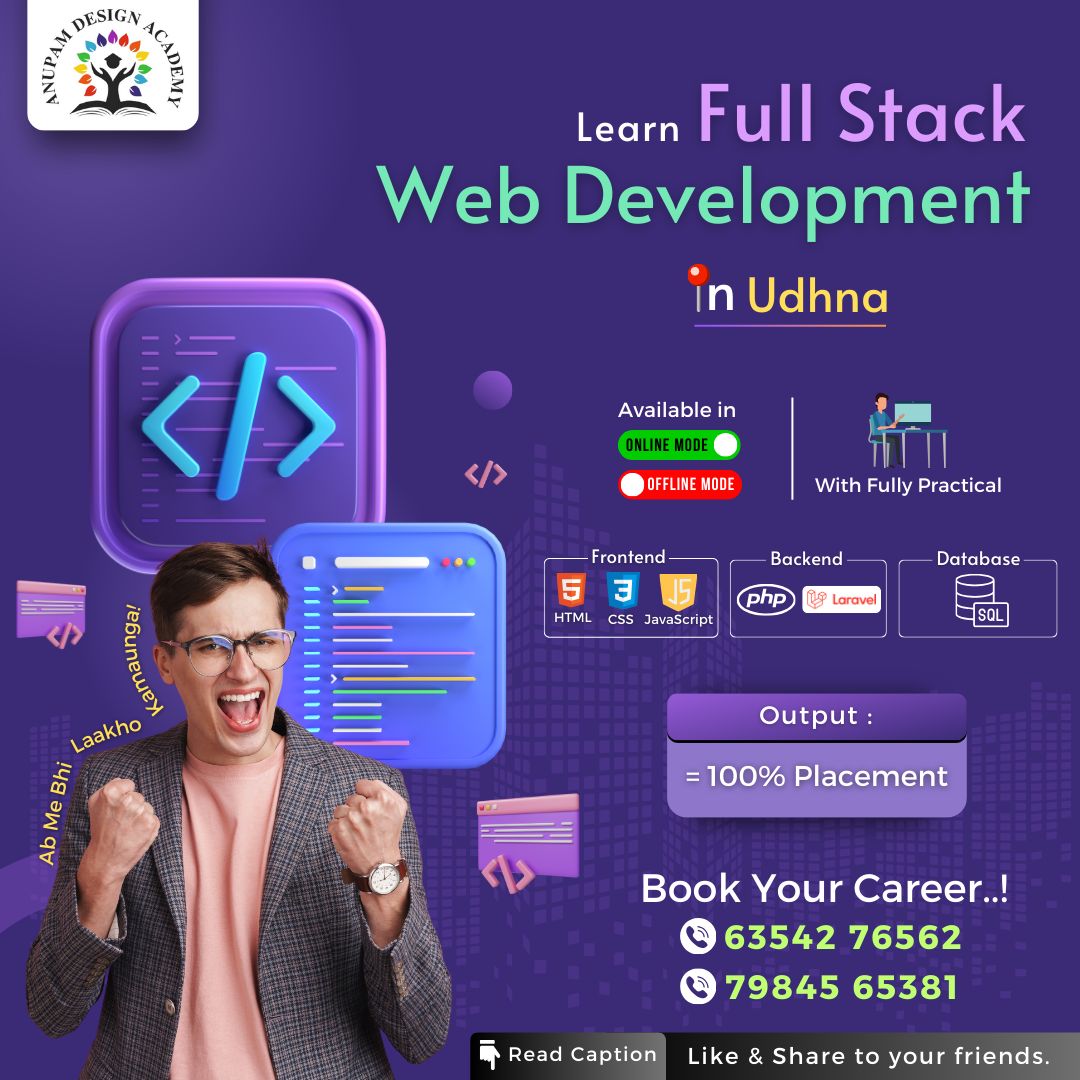 ANUPAM DESIGN ACADEMY
Learn Full Stack
Web Development
in Udhna
Available in
ONLINE MODE
OFFLINE MODE
With Fully Practical
Frontend
HTML
CSS
JavaScript
Backend
php
Laravel
Database
SQL
Ab Me Bhi Laakho Kamaunga!
Output :
= 100% Placement
Book Your Career..!
63542 76562
79845 65381
Read Caption
Like & Share to your friends.